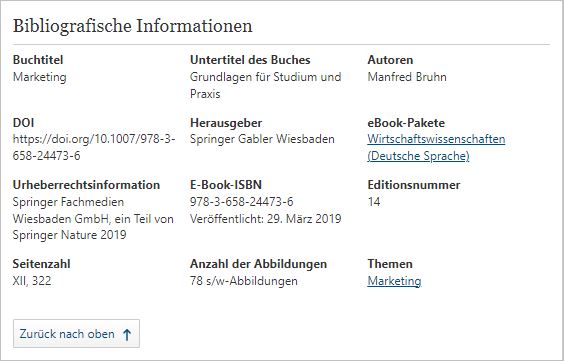 Bibliografische Informationen
Buchtitel
Marketing
Untertitel des Buches
Grundlagen für Studium und
Praxis
Autoren
Manfred Bruhn
DOI
https://doi.org/10.1007/978-3-
658-24473-6
Herausgeber
Springer Gabler Wiesbaden
eBook-Pakete
Wirtschaftswissenschaften
(Deutsche Sprache)
Urheberrechtsinformation
Springer Fachmedien
Wiesbaden GmbH, ein Teil von
Springer Nature 2019
E-Book-ISBN
978-3-658-24473-6
Veröffentlicht: 29. März 2019
Editionsnummer
14
Seitenzahl
XII, 322
Anzahl der Abbildungen
78 s/w-Abbildungen
Themen
Marketing
Zurück nach oben ↑